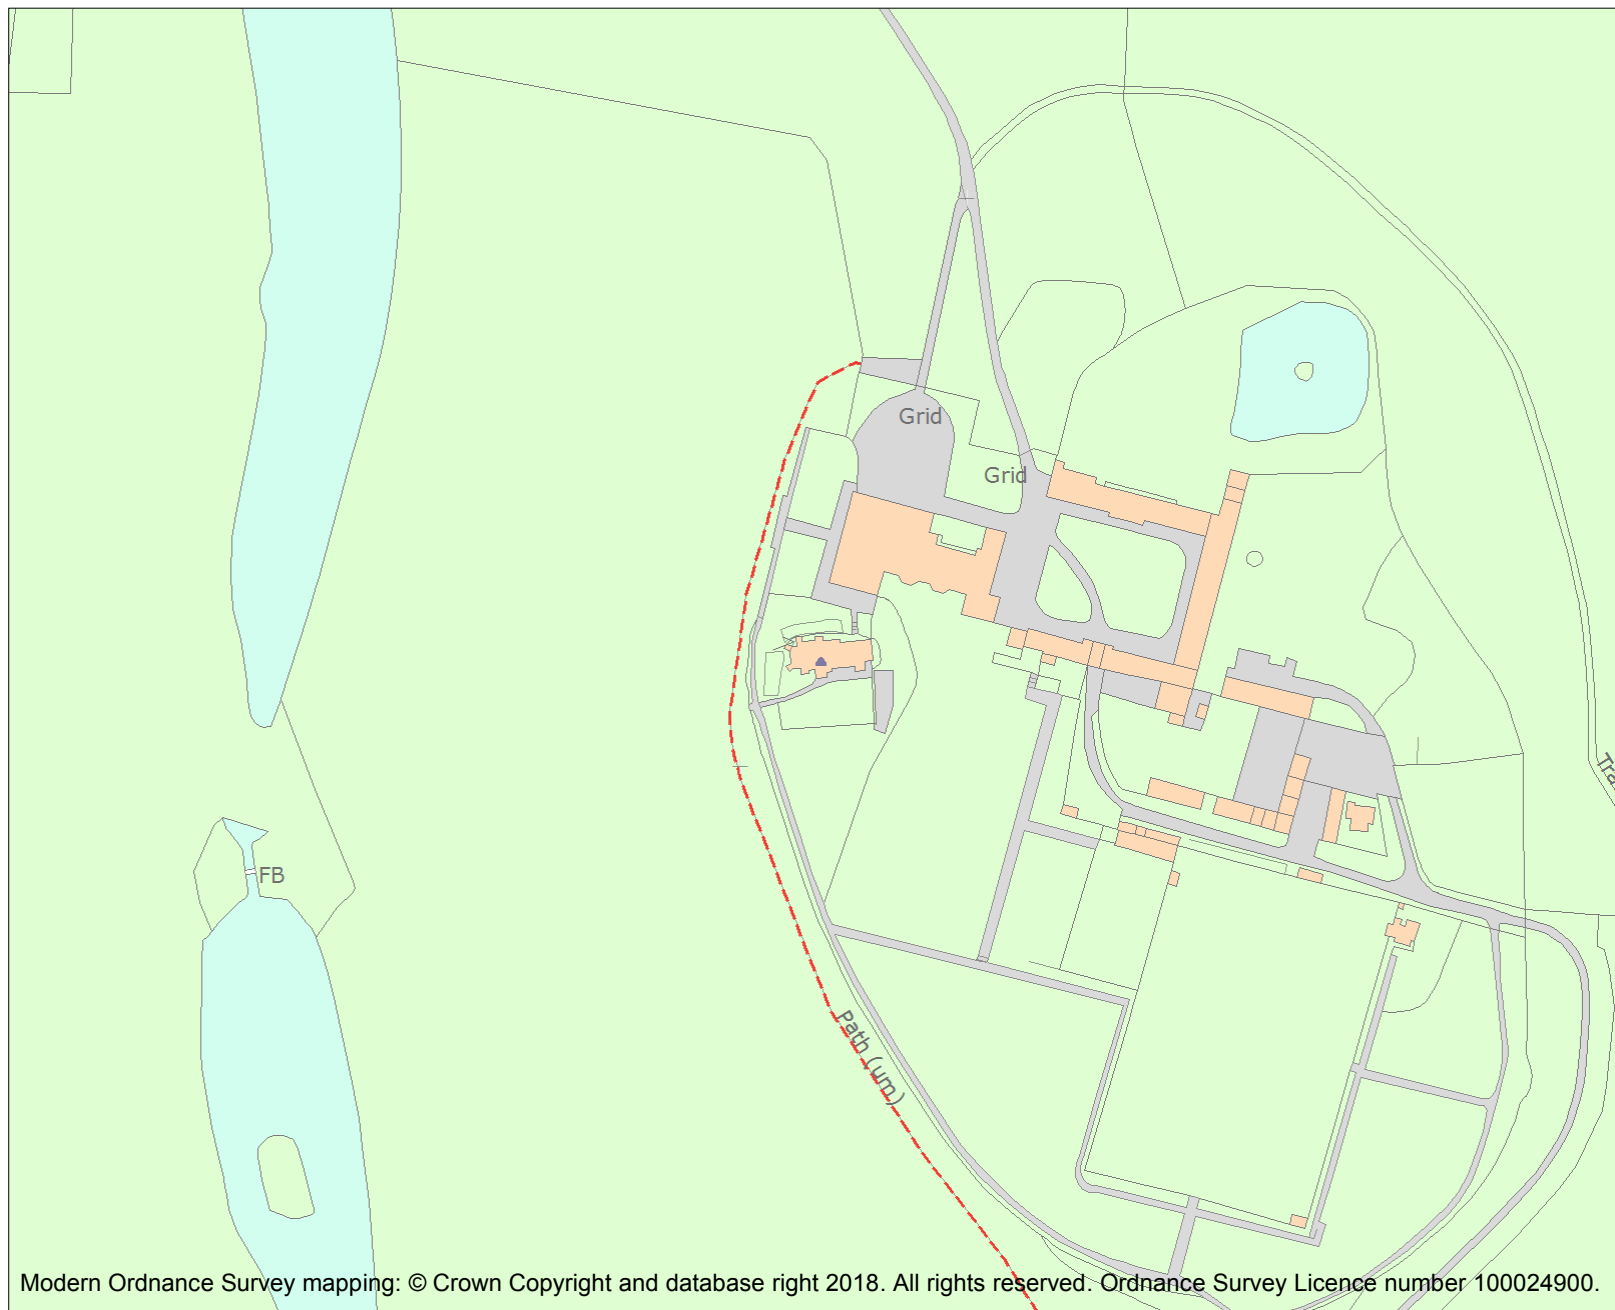 Grid
Grid
Tra
FB
Path (um)
Modern Ordnance Survey mapping: © Crown Copyright and database right 2018. All rights reserved. Ordnance Survey Licence number 100024900.